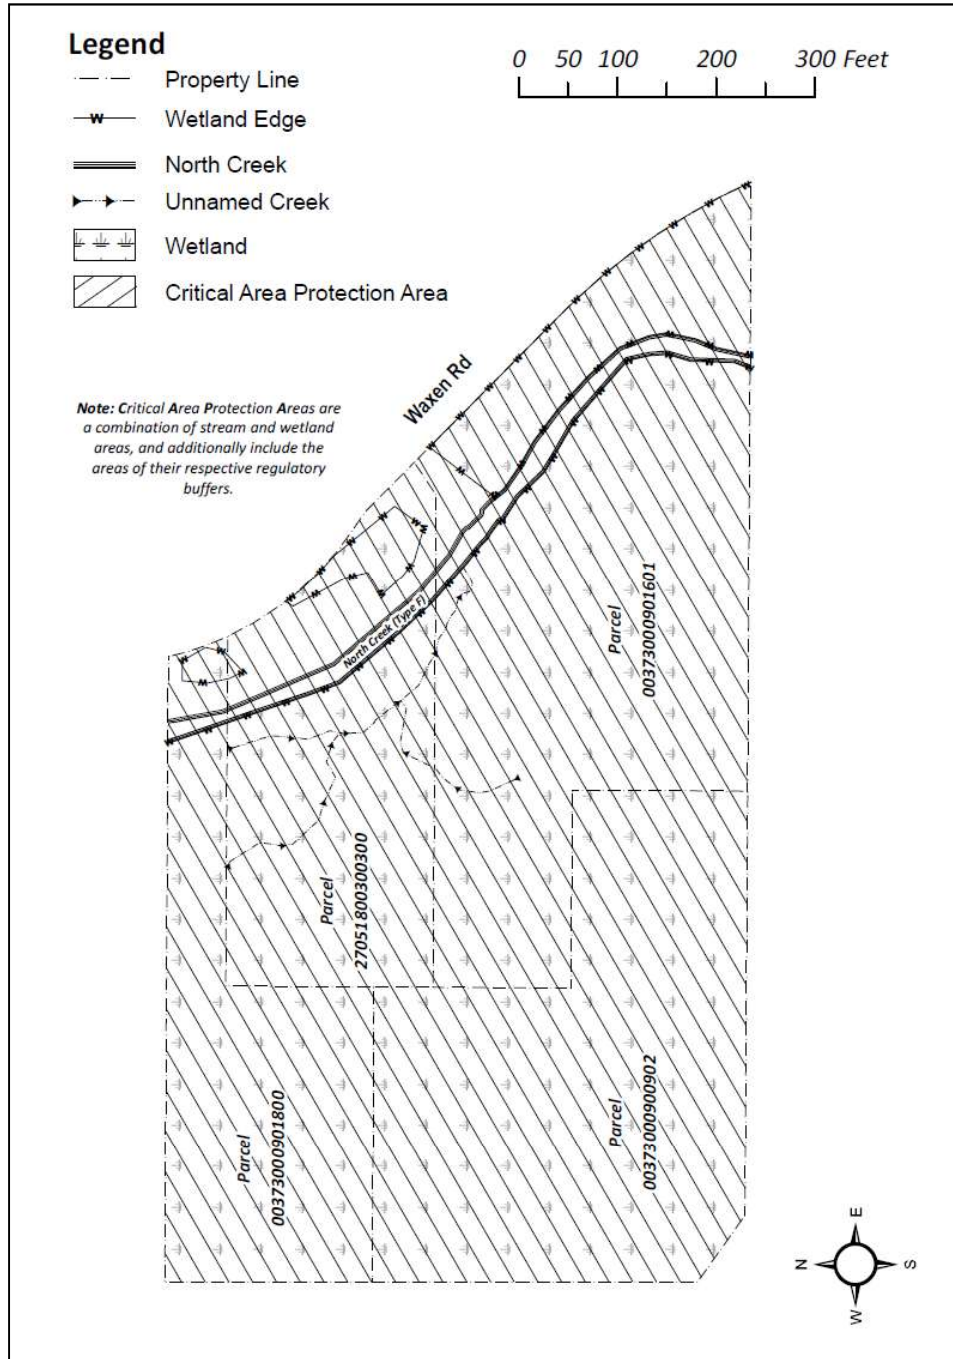 Legend
Property Line
Wetland Edge
North Creek
Unnamed Creek
Wetland
Critical Area Protection Area
0 50 100 200 300 Feet
Note: Critical Area Protection Areas are
a combination of stream and wetland
areas, and additionally include the
areas of their respective regulatory
buffers.
Waxen Rd
North Creek (Type F)
Parcel
00373000901601
Parcel
27051800300300
Parcel
00373000901800
Parcel
00373000900902
N
E
S
W